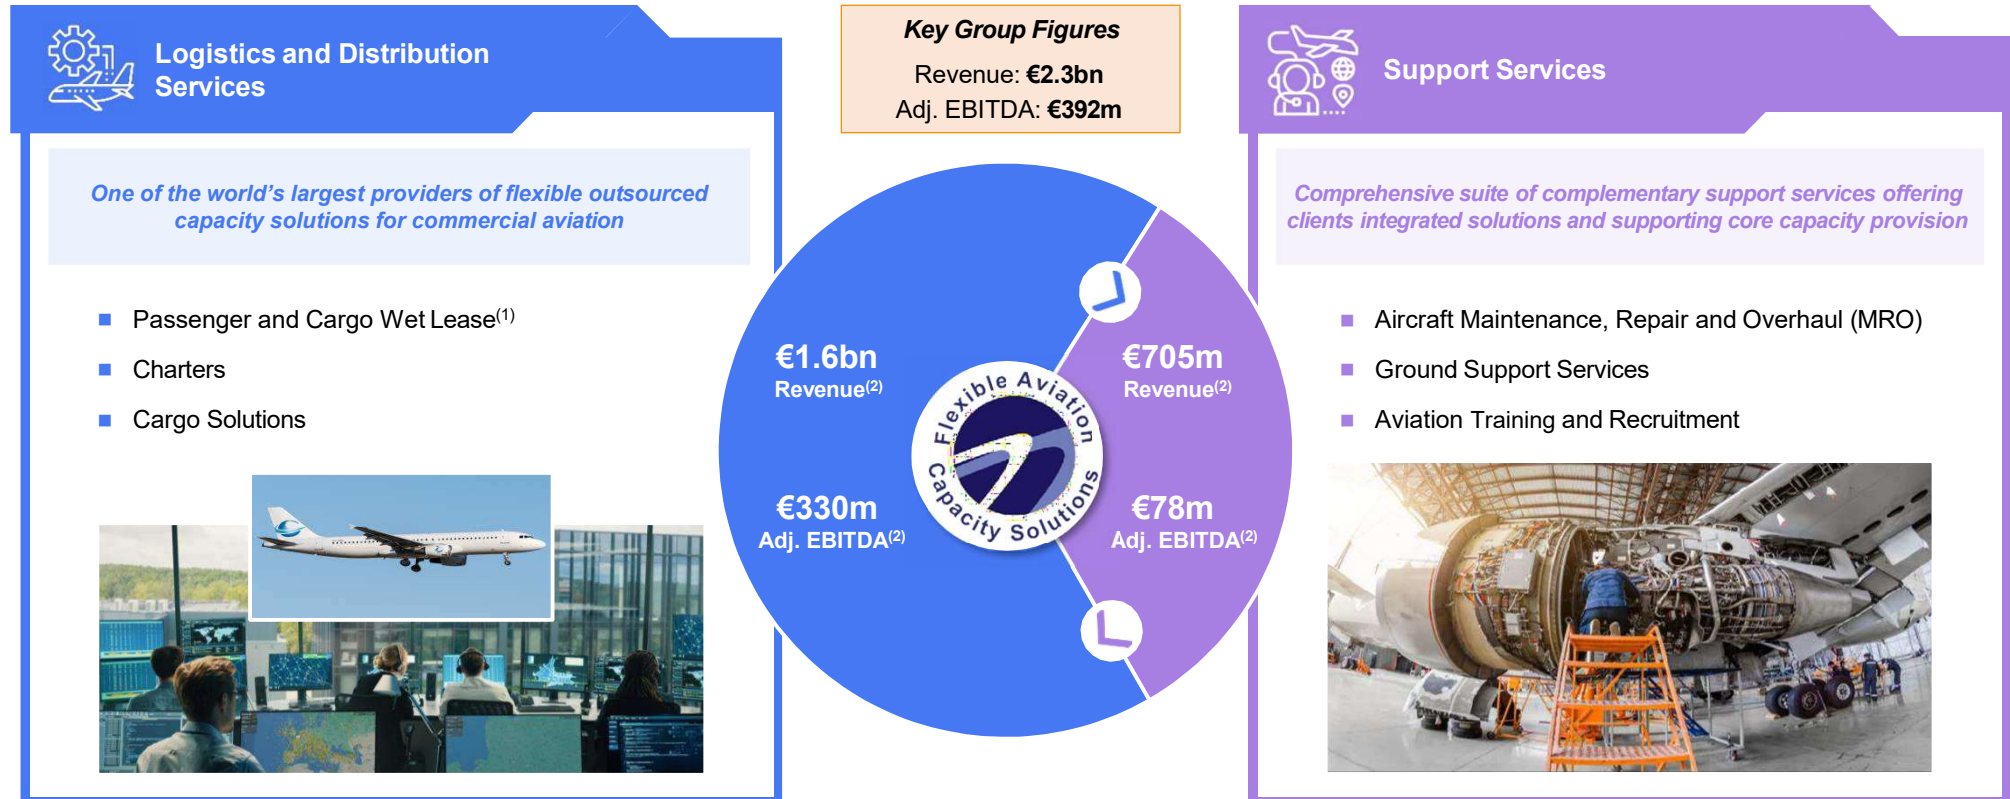 Logistics and Distribution
Services
One of the world's largest providers of flexible outsourced
capacity solutions for commercial aviation
■ Passenger and Cargo Wet Lease(1)
■ Charters
■ Cargo Solutions
Key Group Figures
Revenue: €2.3bn
Adj. EBITDA: €392m
€1.6bn
Revenue(2)
€330m
Adj. EBITDA(2)
Flexible Aviation
Capacity Solutions
€705m
Revenue(2)
€78m
Adj. EBITDA(2)
Support Services
Comprehensive suite of complementary support services offering
clients integrated solutions and supporting core capacity provision
■ Aircraft Maintenance, Repair and Overhaul (MRO)
■ Ground Support Services
■ Aviation Training and Recruitment